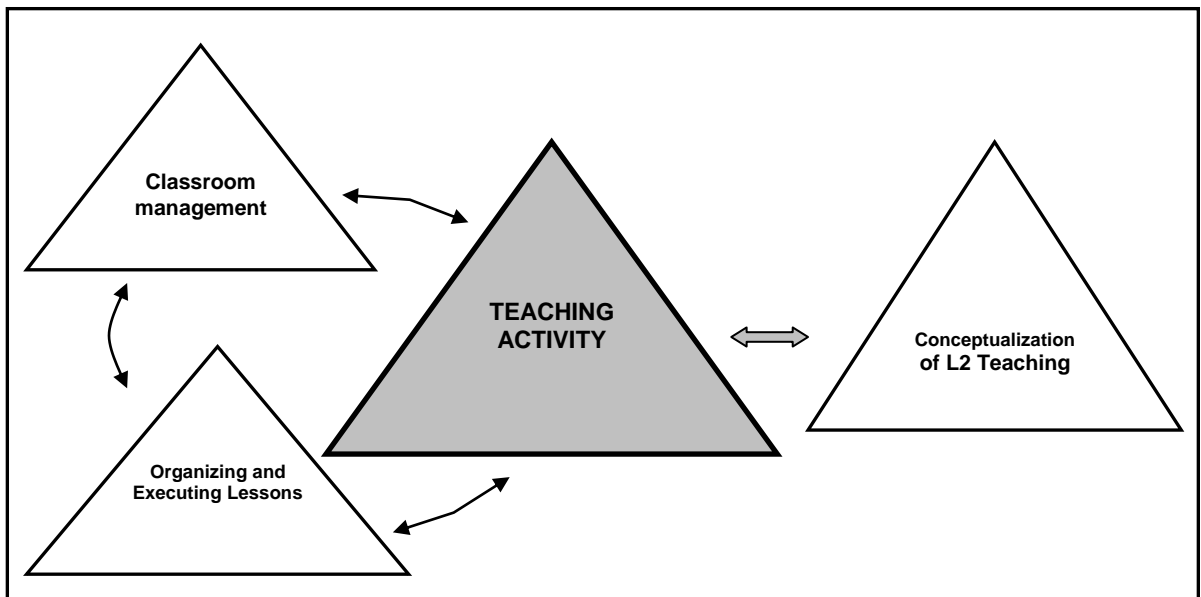 Classroom
management
TEACHING
ACTIVITY
Conceptualization
of L2 Teaching
Organizing and
Executing Lessons